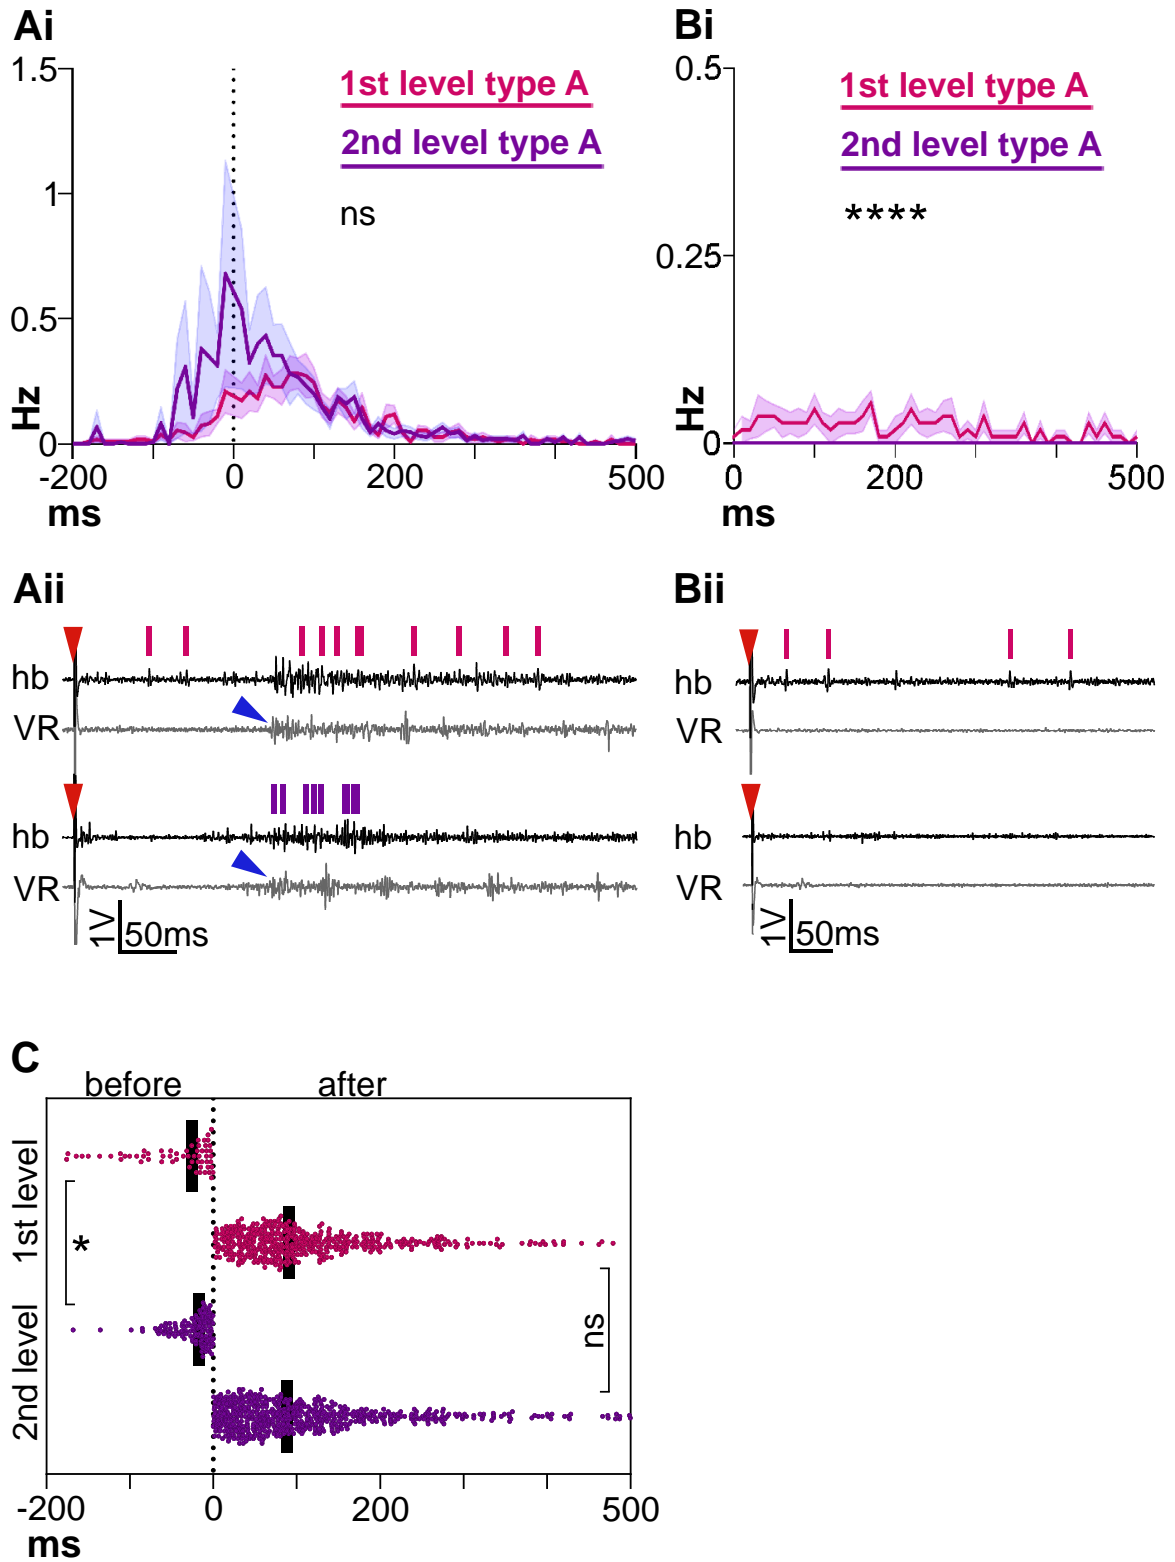 Ai
1.5
1
0.5
0
Hz
-200
0
200
500
ms
1st level type A
2nd level type A
ns
Bi
0.5
0.25
0
Hz
0
200
500
ms
1st level type A
2nd level type A
****
Aii
hb
VR
hb
VR
1V
50ms
Bii
hb
VR
hb
VR
1V
50ms
C
before
after
1st level
2nd level
*
ns
-200
0
200
500
ms